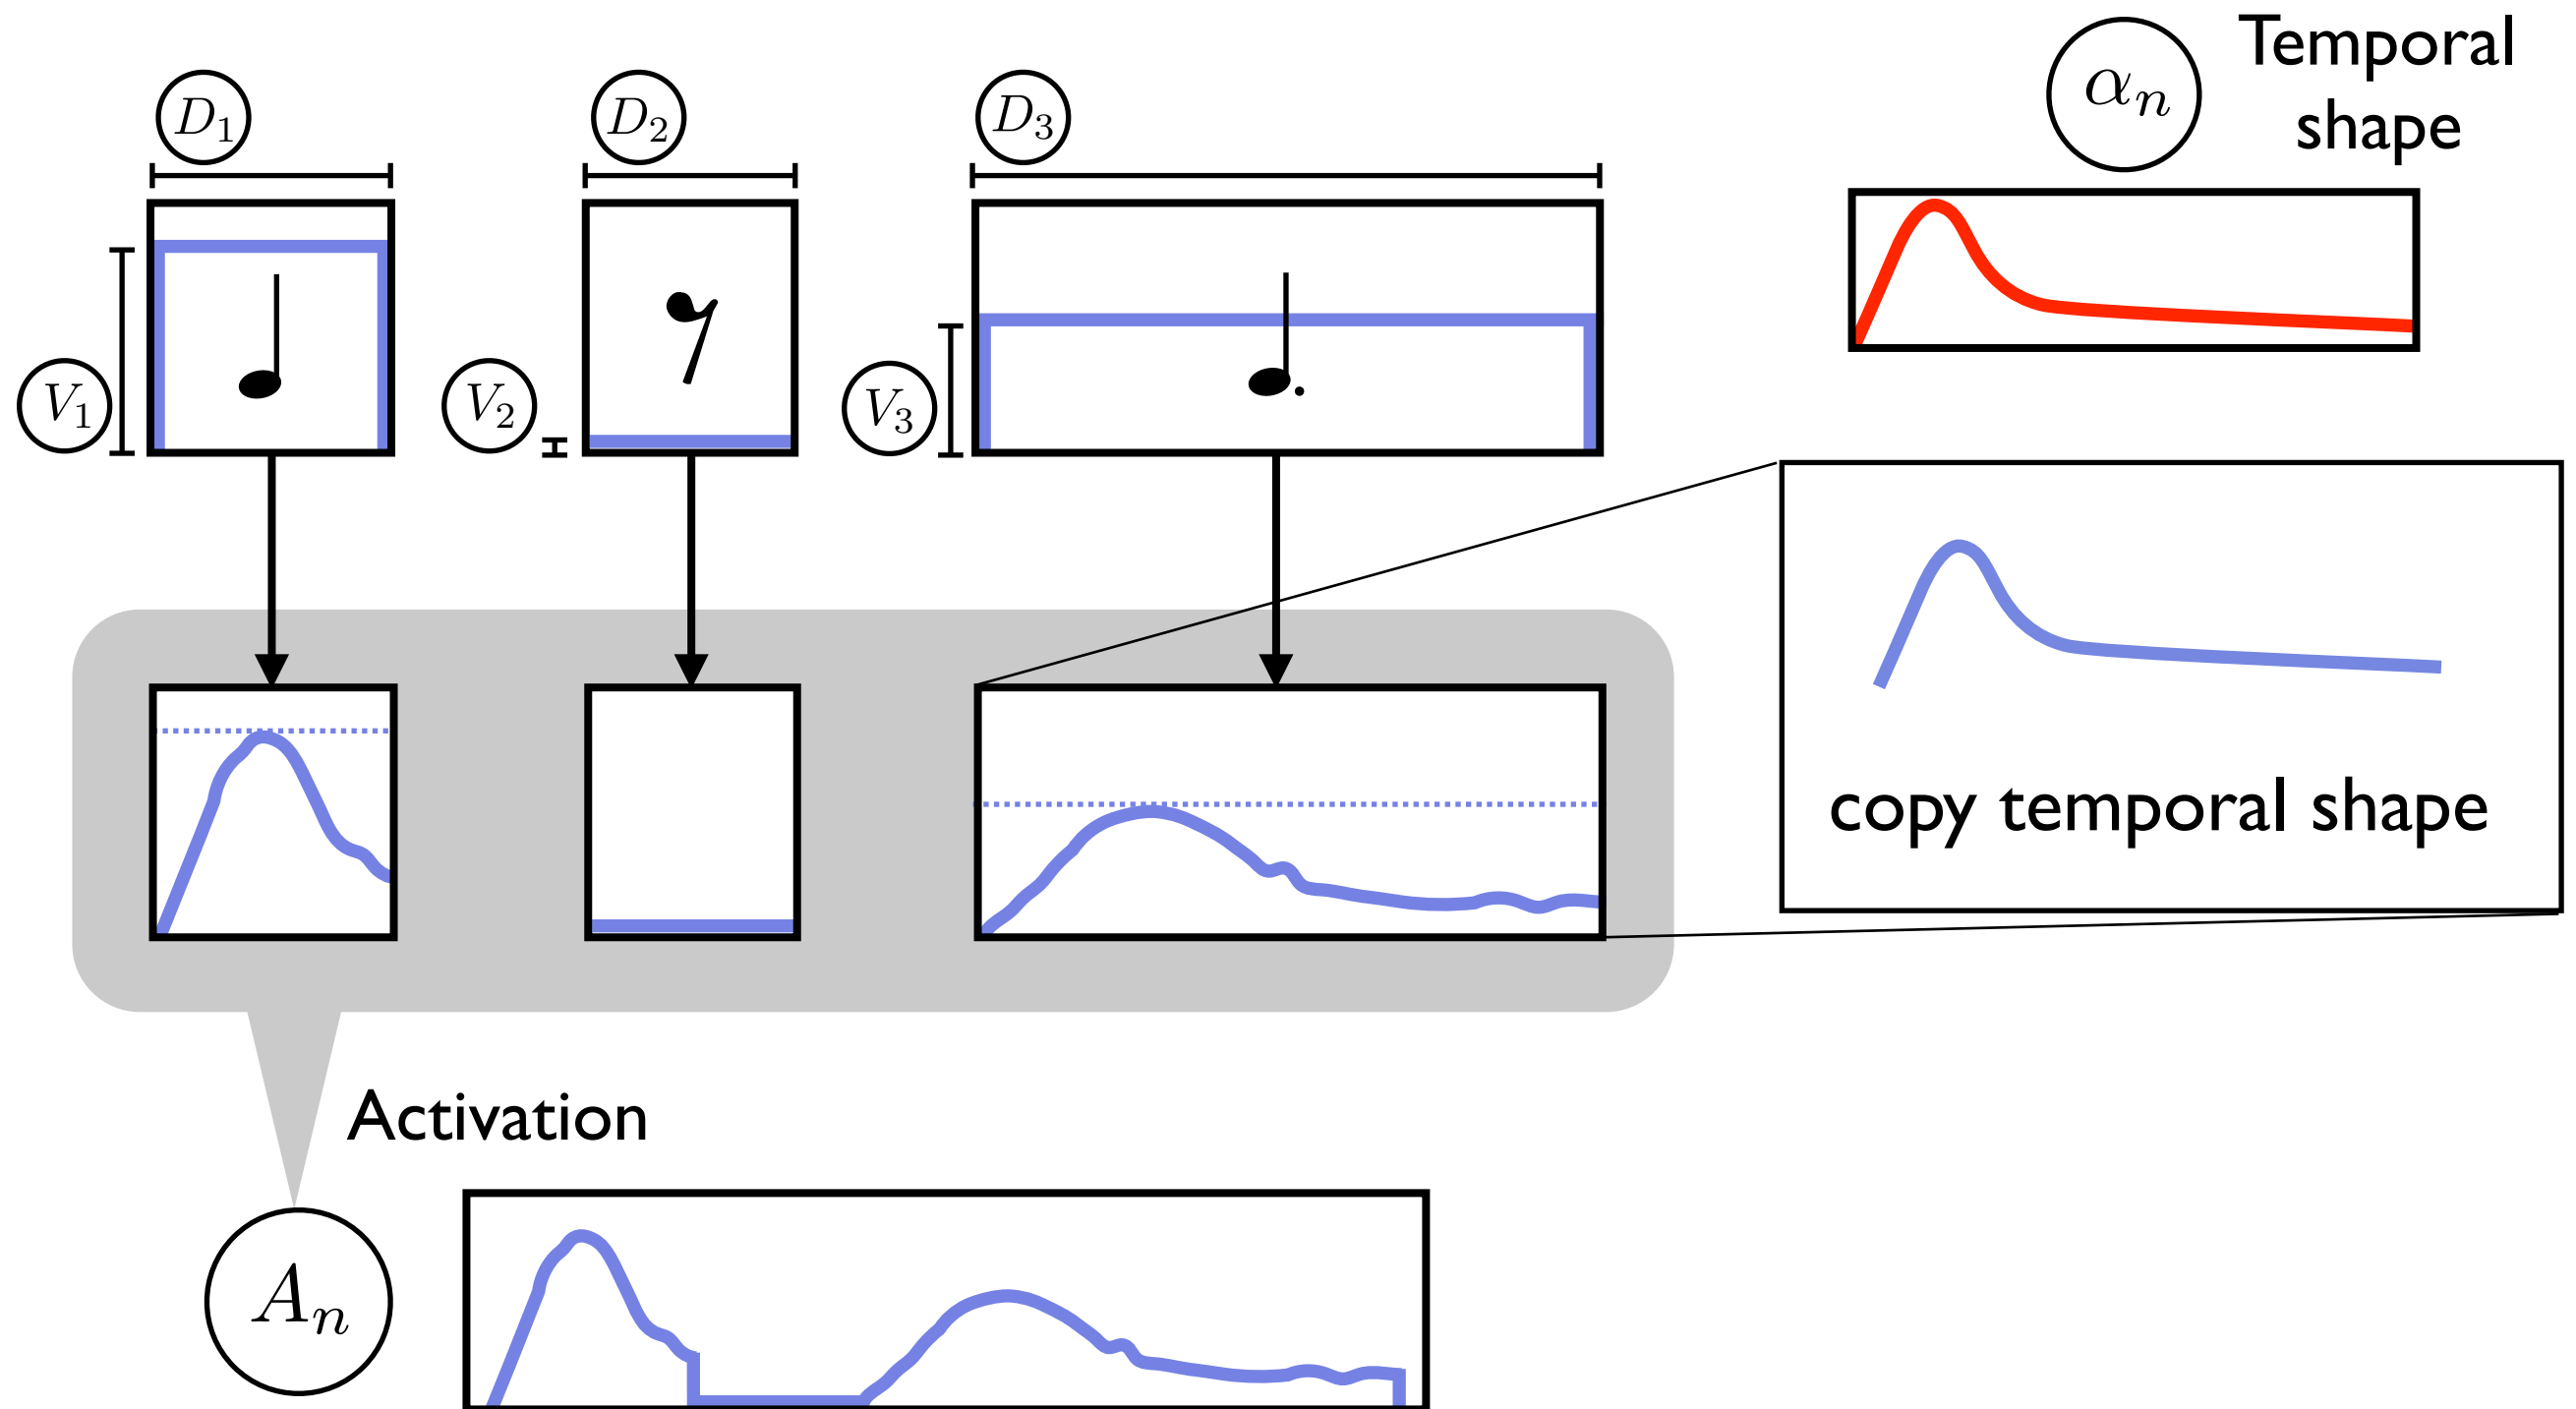 D₁
D₂
D₃
αₙ
Temporal
shape
V₁
V₂
V₃
copy temporal shape
Activation
Aₙ